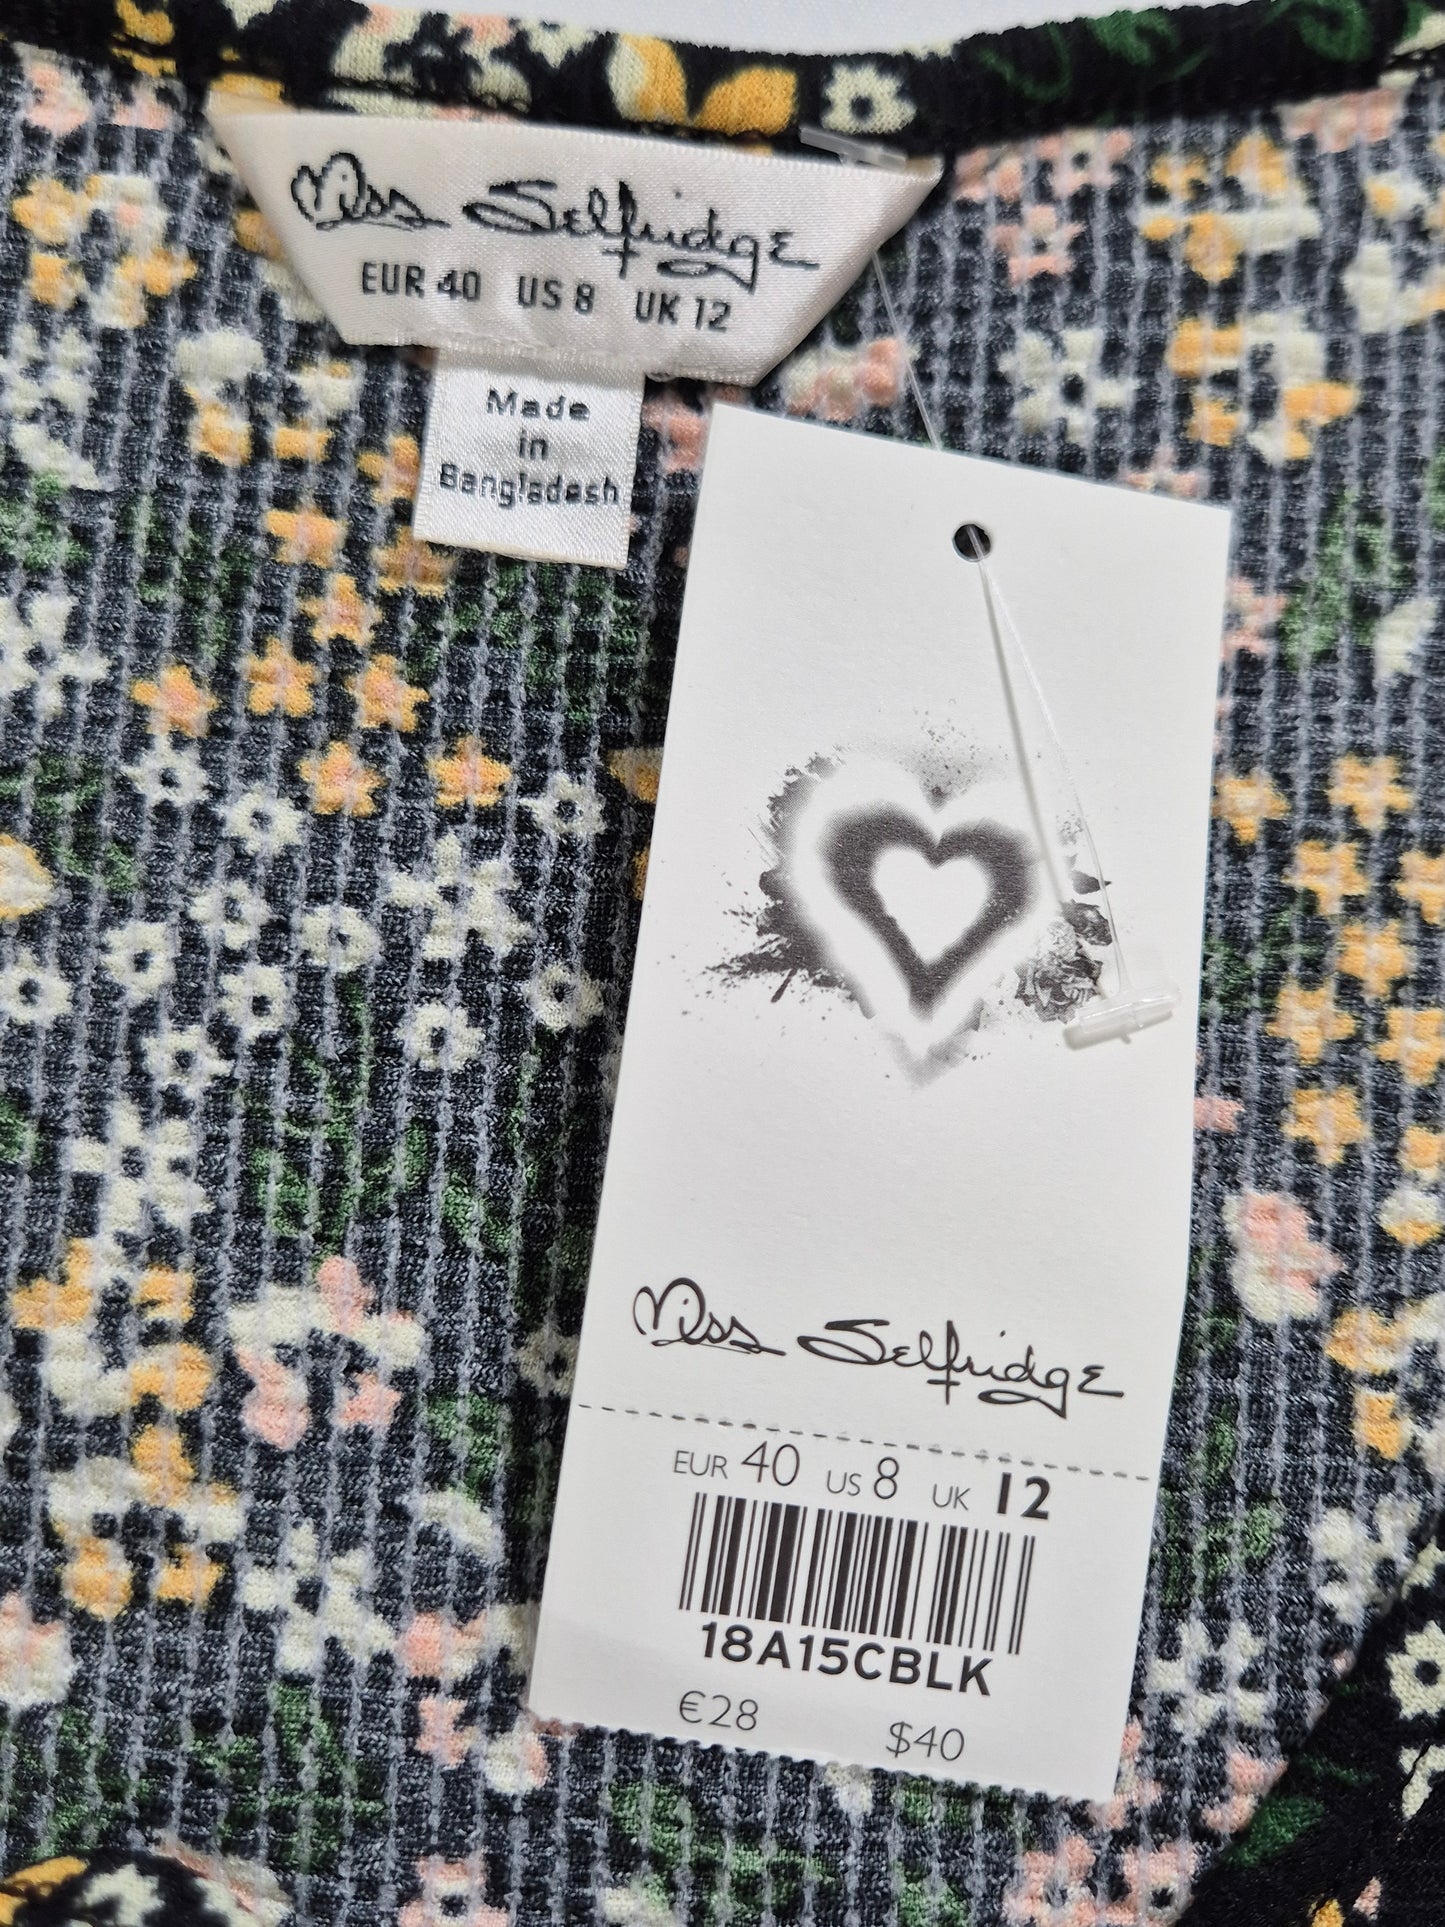 Miss Selfridge
EUR 40 US 8 UK 12
Made
in
Bangladesh
Miss Selfridge
EUR 40 US 8 UK 12
18A15CBLK
€28 $40